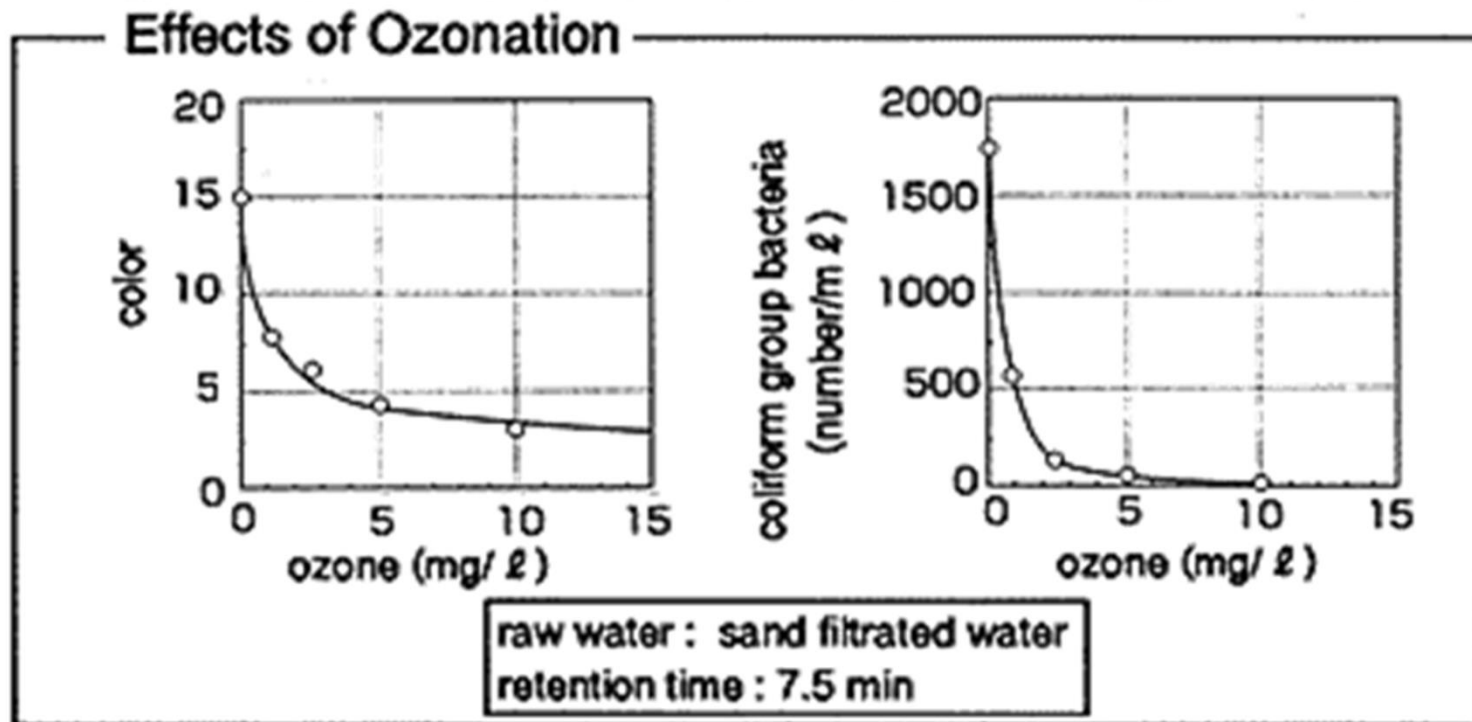 Effects of Ozonation
20
15
10
5
0
color
0 5 10 15
ozone (mg/ℓ)
2000
1500
1000
500
0
coliform group bacteria
(number/mℓ)
0 5 10 15
ozone (mg/ℓ)
raw water : sand filtrated water
retention time : 7.5 min